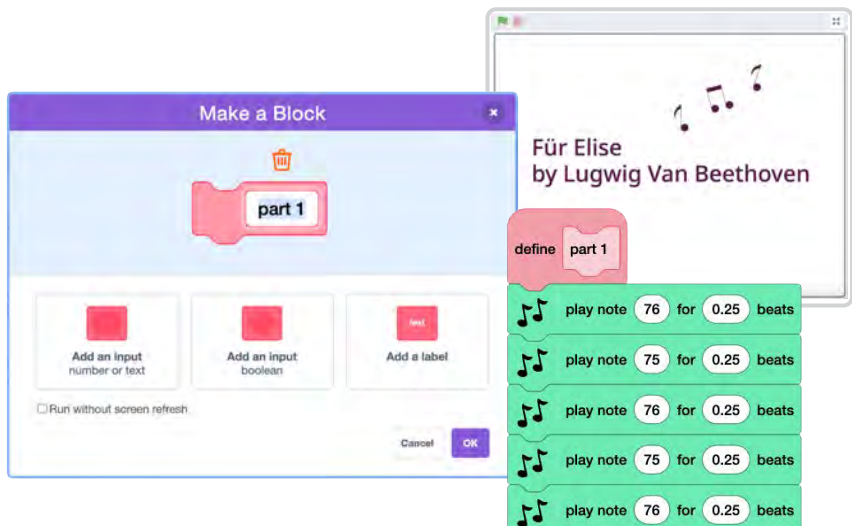 Make a Block
part 1
text
Add an input
number or text
Add an input
boolean
Add a label
Run without screen refresh
Cancel
OK
Für Elise
by Lugwig Van Beethoven
define part 1
play note 76 for 0.25 beats
play note 75 for 0.25 beats
play note 76 for 0.25 beats
play note 75 for 0.25 beats
play note 76 for 0.25 beats